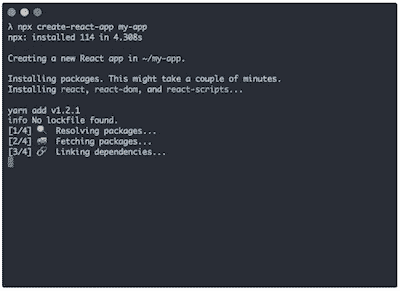 λ npx create-react-app my-app
npx: installed 114 in 4.308s
Creating a new React app in ~/my-app.
Installing packages. This might take a couple of minutes.
Installing react, react-dom, and react-scripts...
yarn add v1.2.1
info No lockfile found.
[1/4] 🔍 Resolving packages...
[2/4] 🚚 Fetching packages...
[3/4] 🔗 Linking dependencies...